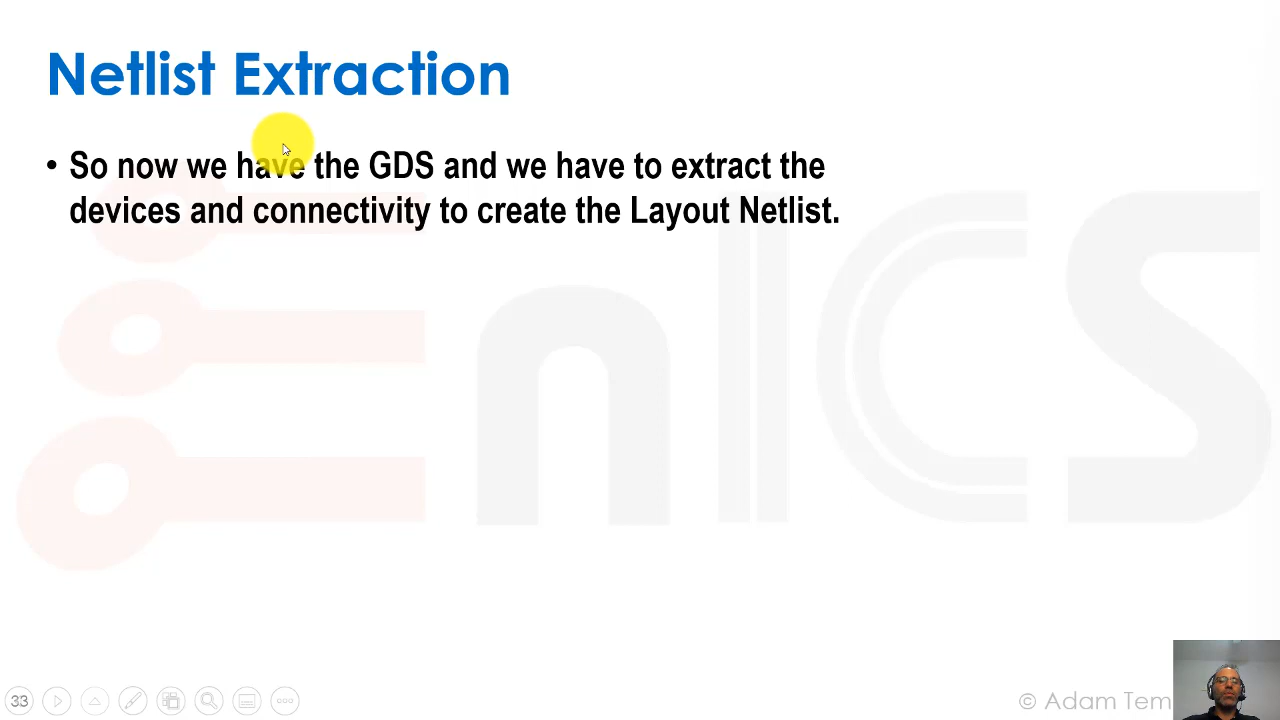 Netlist Extraction
• So now we have the GDS and we have to extract the
devices and connectivity to create the Layout Netlist.
EnICS
33
© Adam Tem